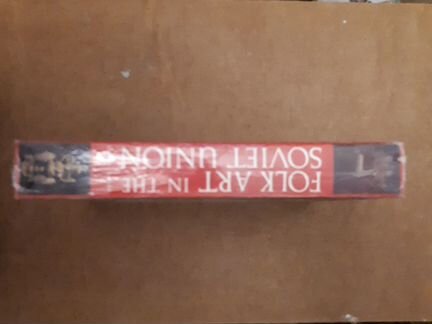 FOLK ART IN THE
SOVIET UNION